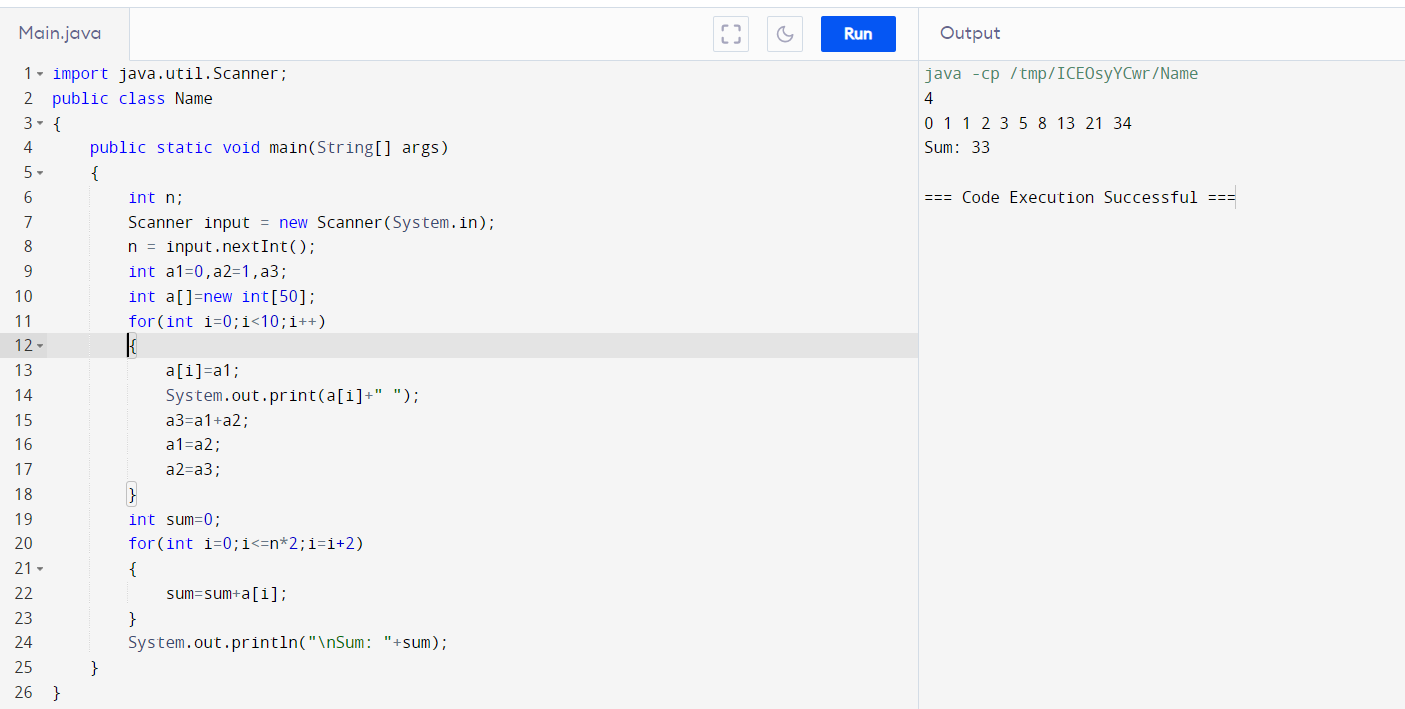 Main.java
Run
Output
1 import java.util.Scanner;
2 public class Name
3 {
4 public static void main(String[] args)
5 {
6 int n;
7 Scanner input = new Scanner(System.in);
8 n = input.nextInt();
9 int a1=0,a2=1,a3;
10 int a[]=new int[50];
11 for(int i=0;i<10;i++)
12 {
13 a[i]=a1;
14 System.out.print(a[i]+" ");
15 a3=a1+a2;
16 a1=a2;
17 a2=a3;
18 }
19 int sum=0;
20 for(int i=0;i<=n*2;i=i+2)
21 {
22 sum=sum+a[i];
23 }
24 System.out.println("\nSum: "+sum);
25 }
26 }
java -cp /tmp/ICEOsyYCwr/Name
4
0 1 1 2 3 5 8 13 21 34
Sum: 33
=== Code Execution Successful ===